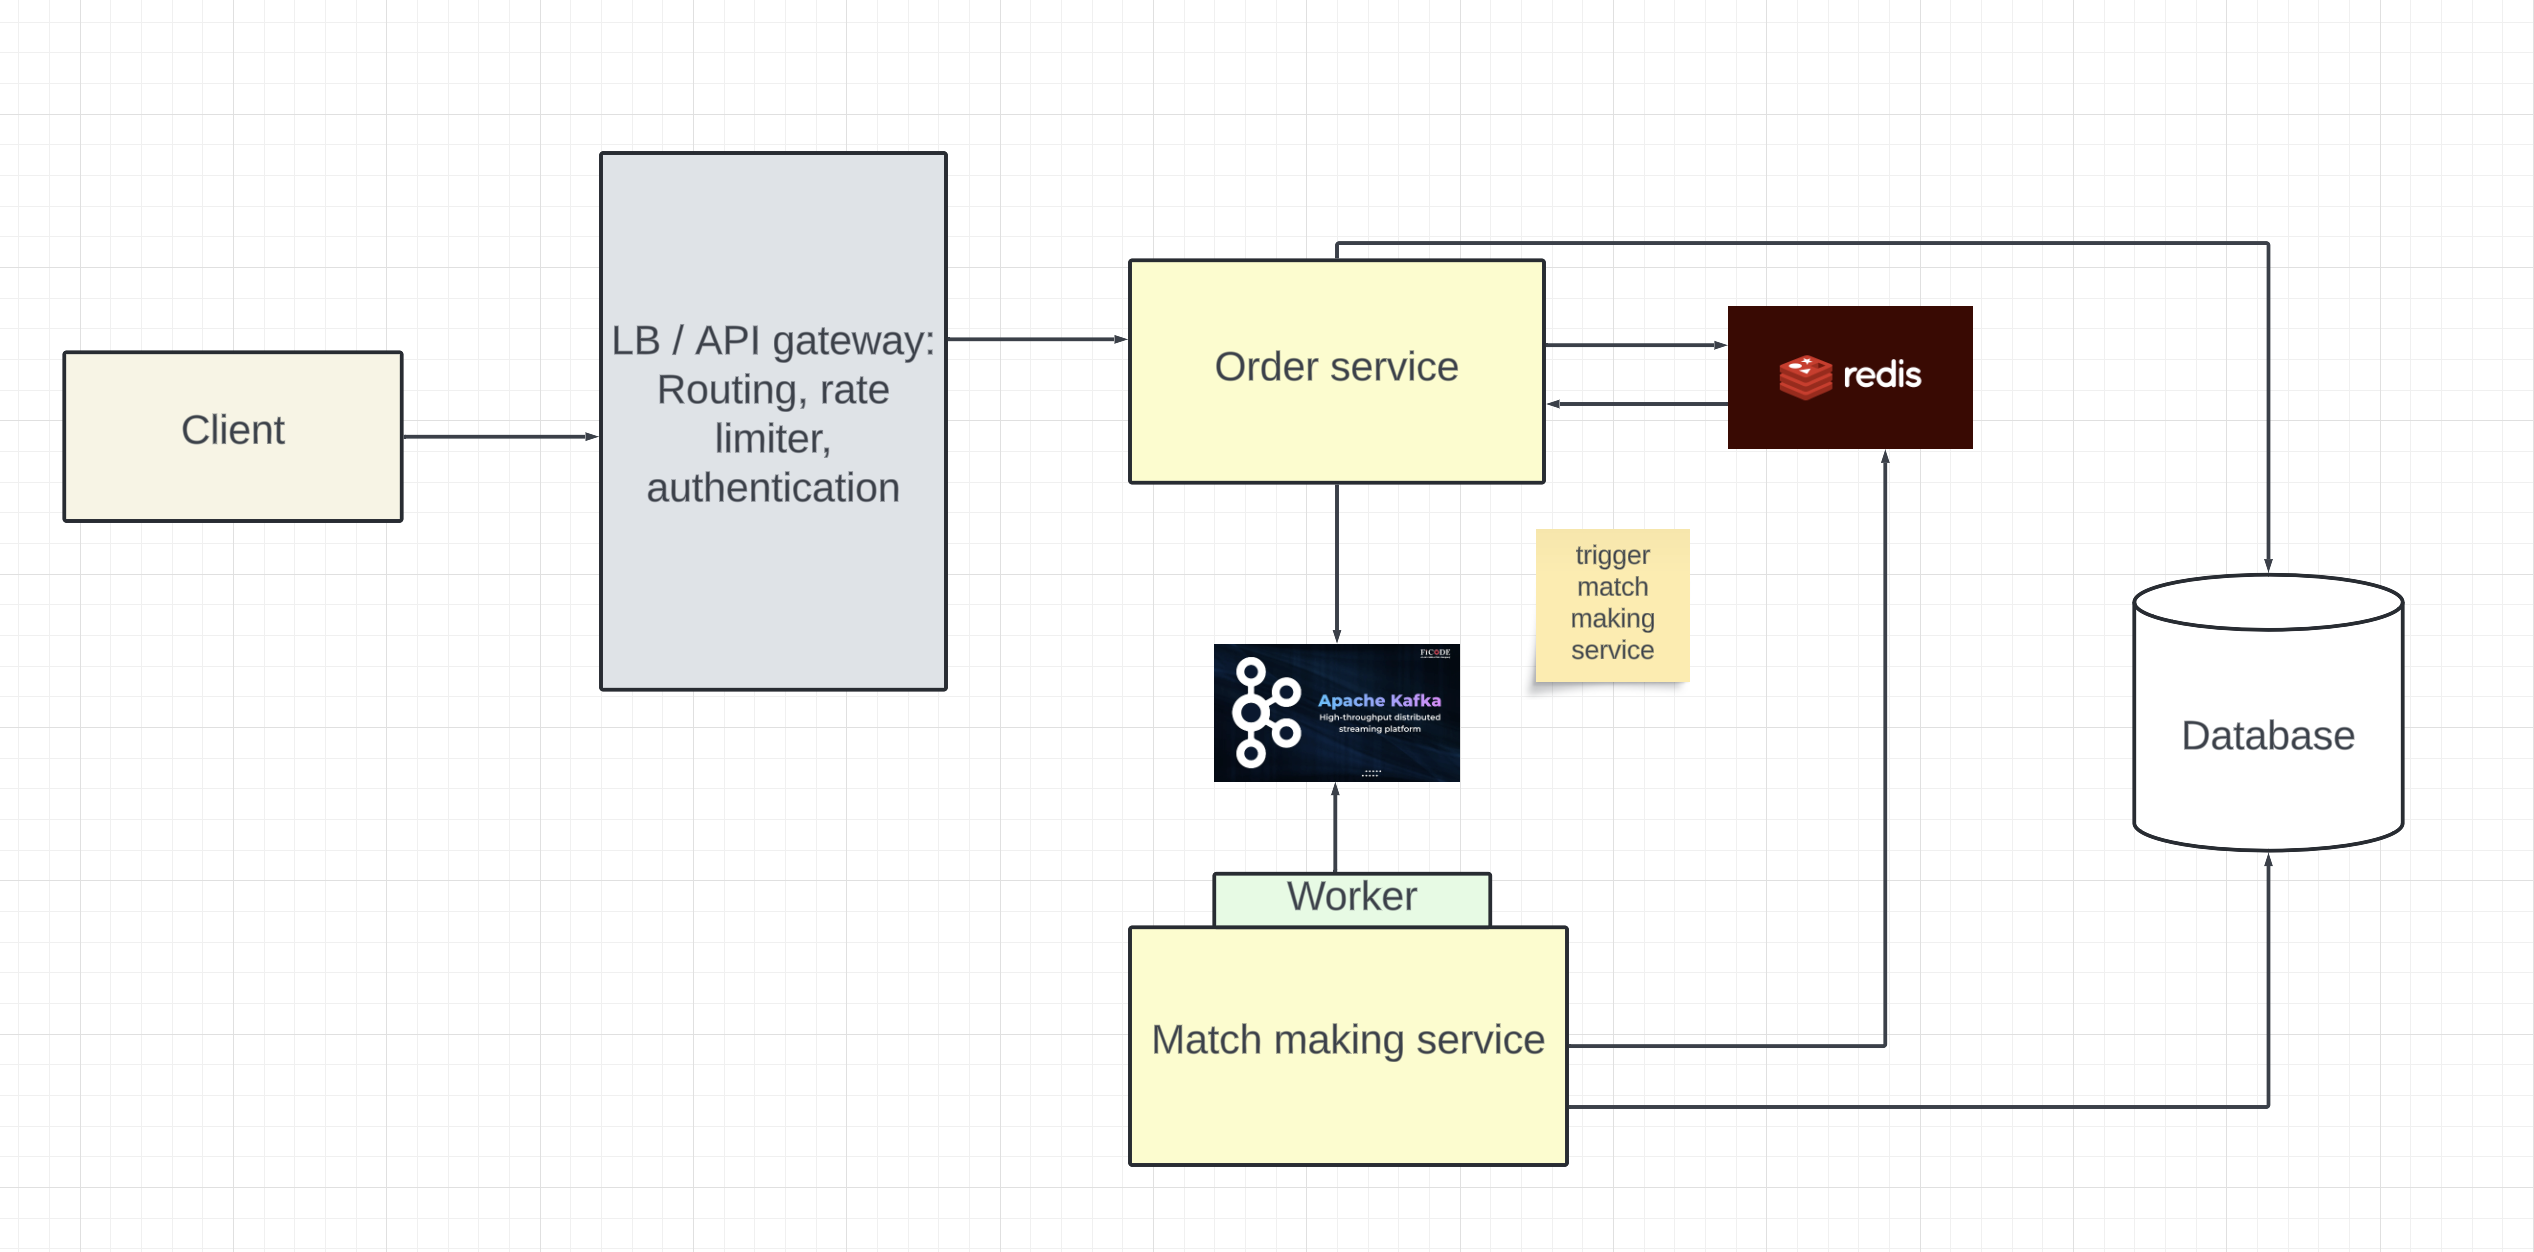 Client
LB / API gateway:
Routing, rate
limiter,
authentication
Order service
redis
trigger
match
making
service
FiCODE
Apache Kafka
High-throughput distributed
streaming platform
Worker
Match making service
Database